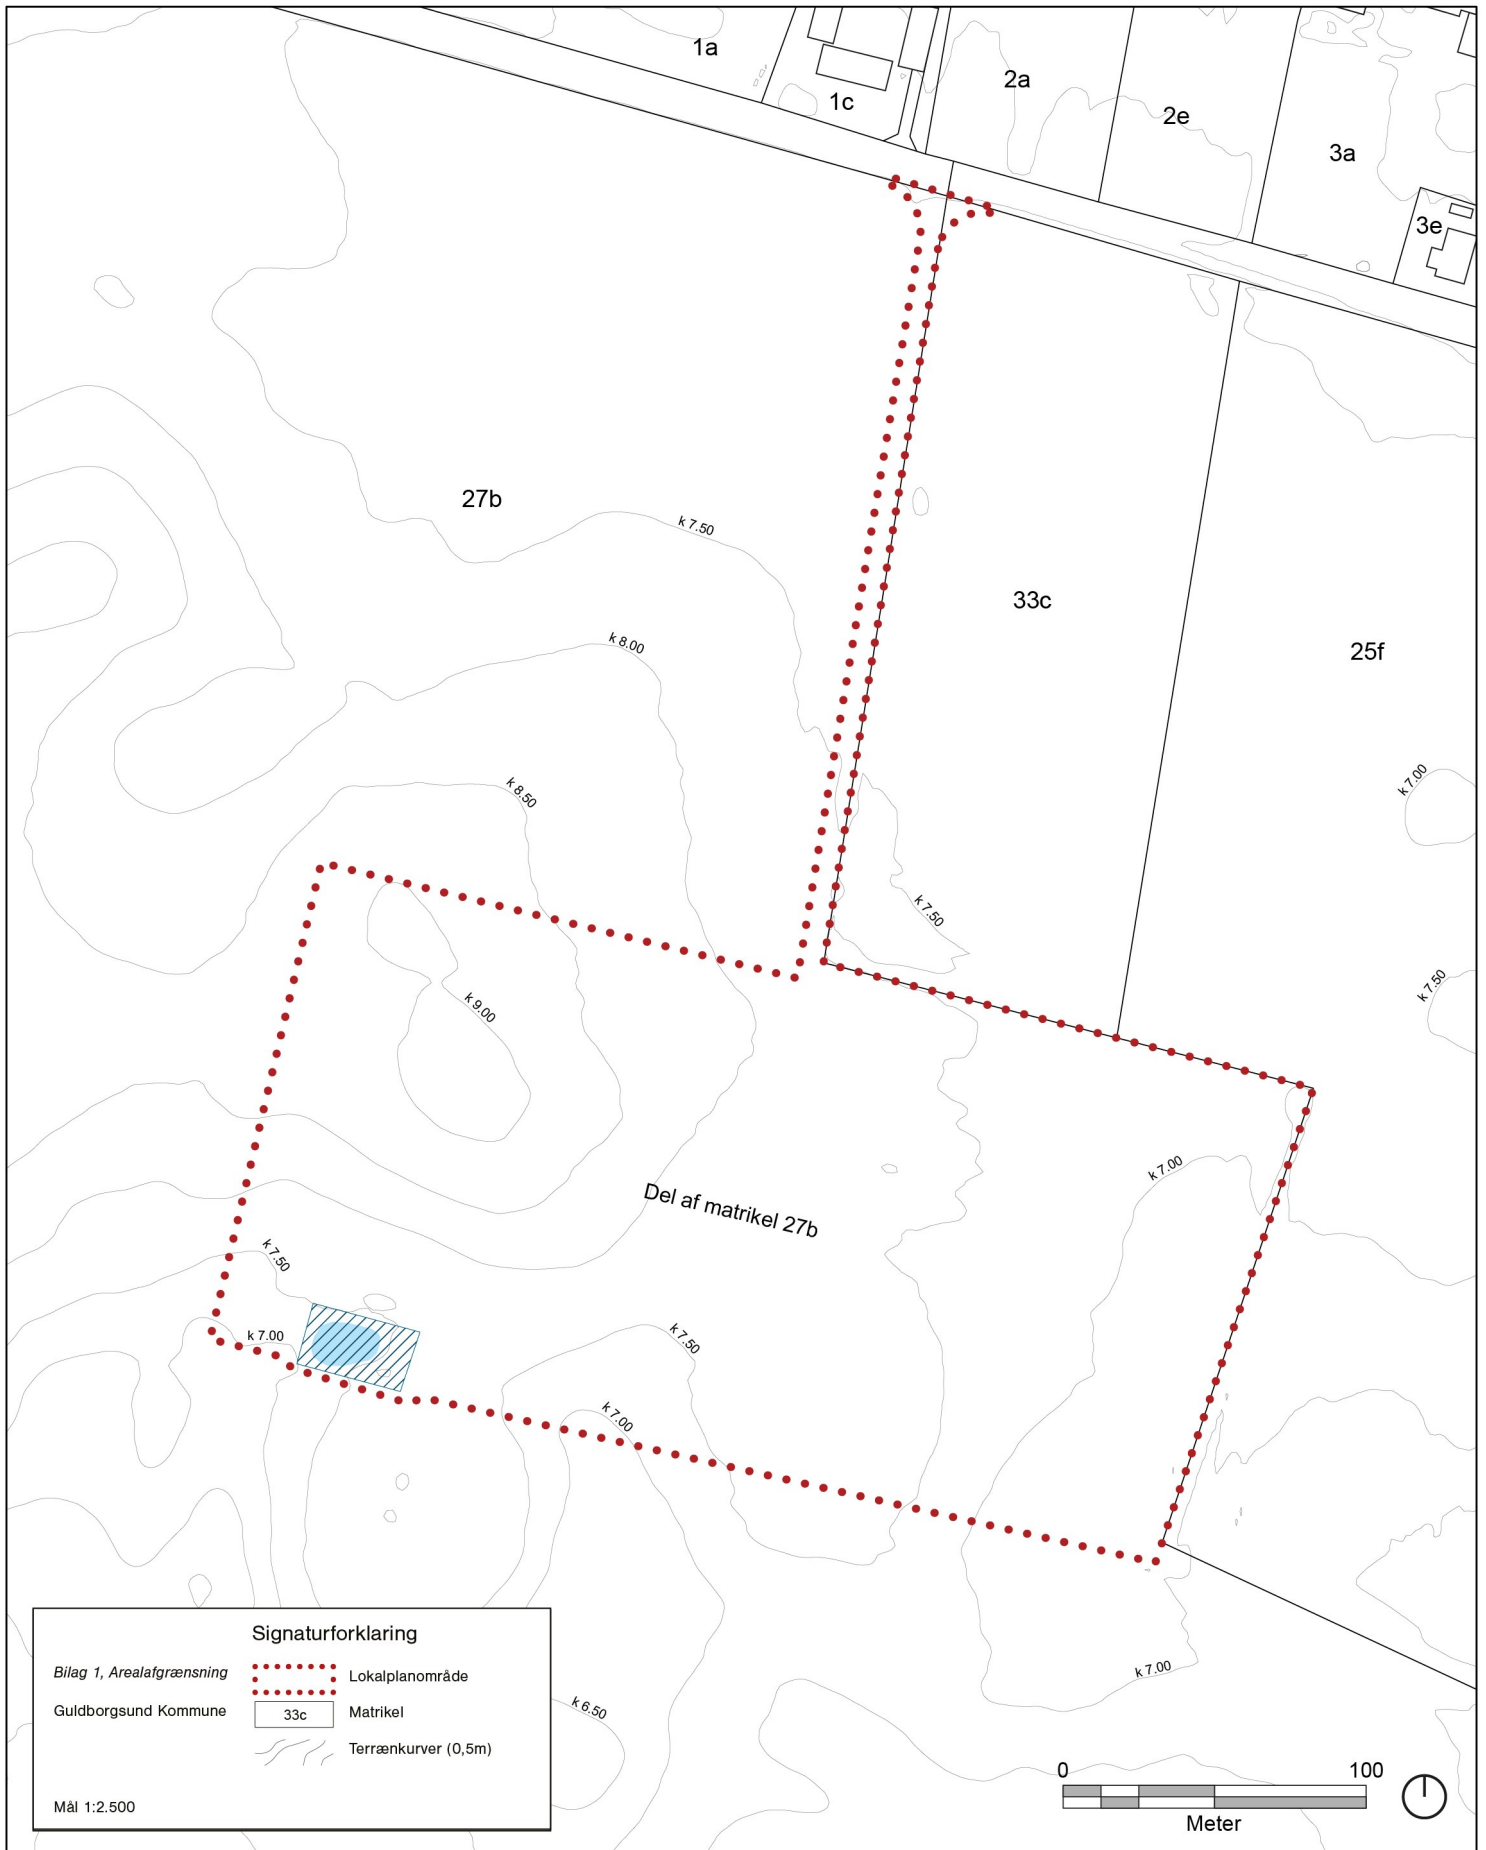 1a
1c
2a
2e
3a
3e
27b
k 7.50
33c
k 8.00
25f
k 8.50
k 7.00
k 7.50
k 9.00
k 7.50
k 7.00
Del af matrikel 27b
k 7.50
k 7.00
k 7.50
k 7.00
k 7.00
k 6.50
Signaturforklaring
Bilag 1, Arealafgrænsning
Lokalplanområde
Guldborgsund Kommune
33c
Matrikel
Terrænkurver (0,5m)
Mål 1:2.500
0 100
Meter